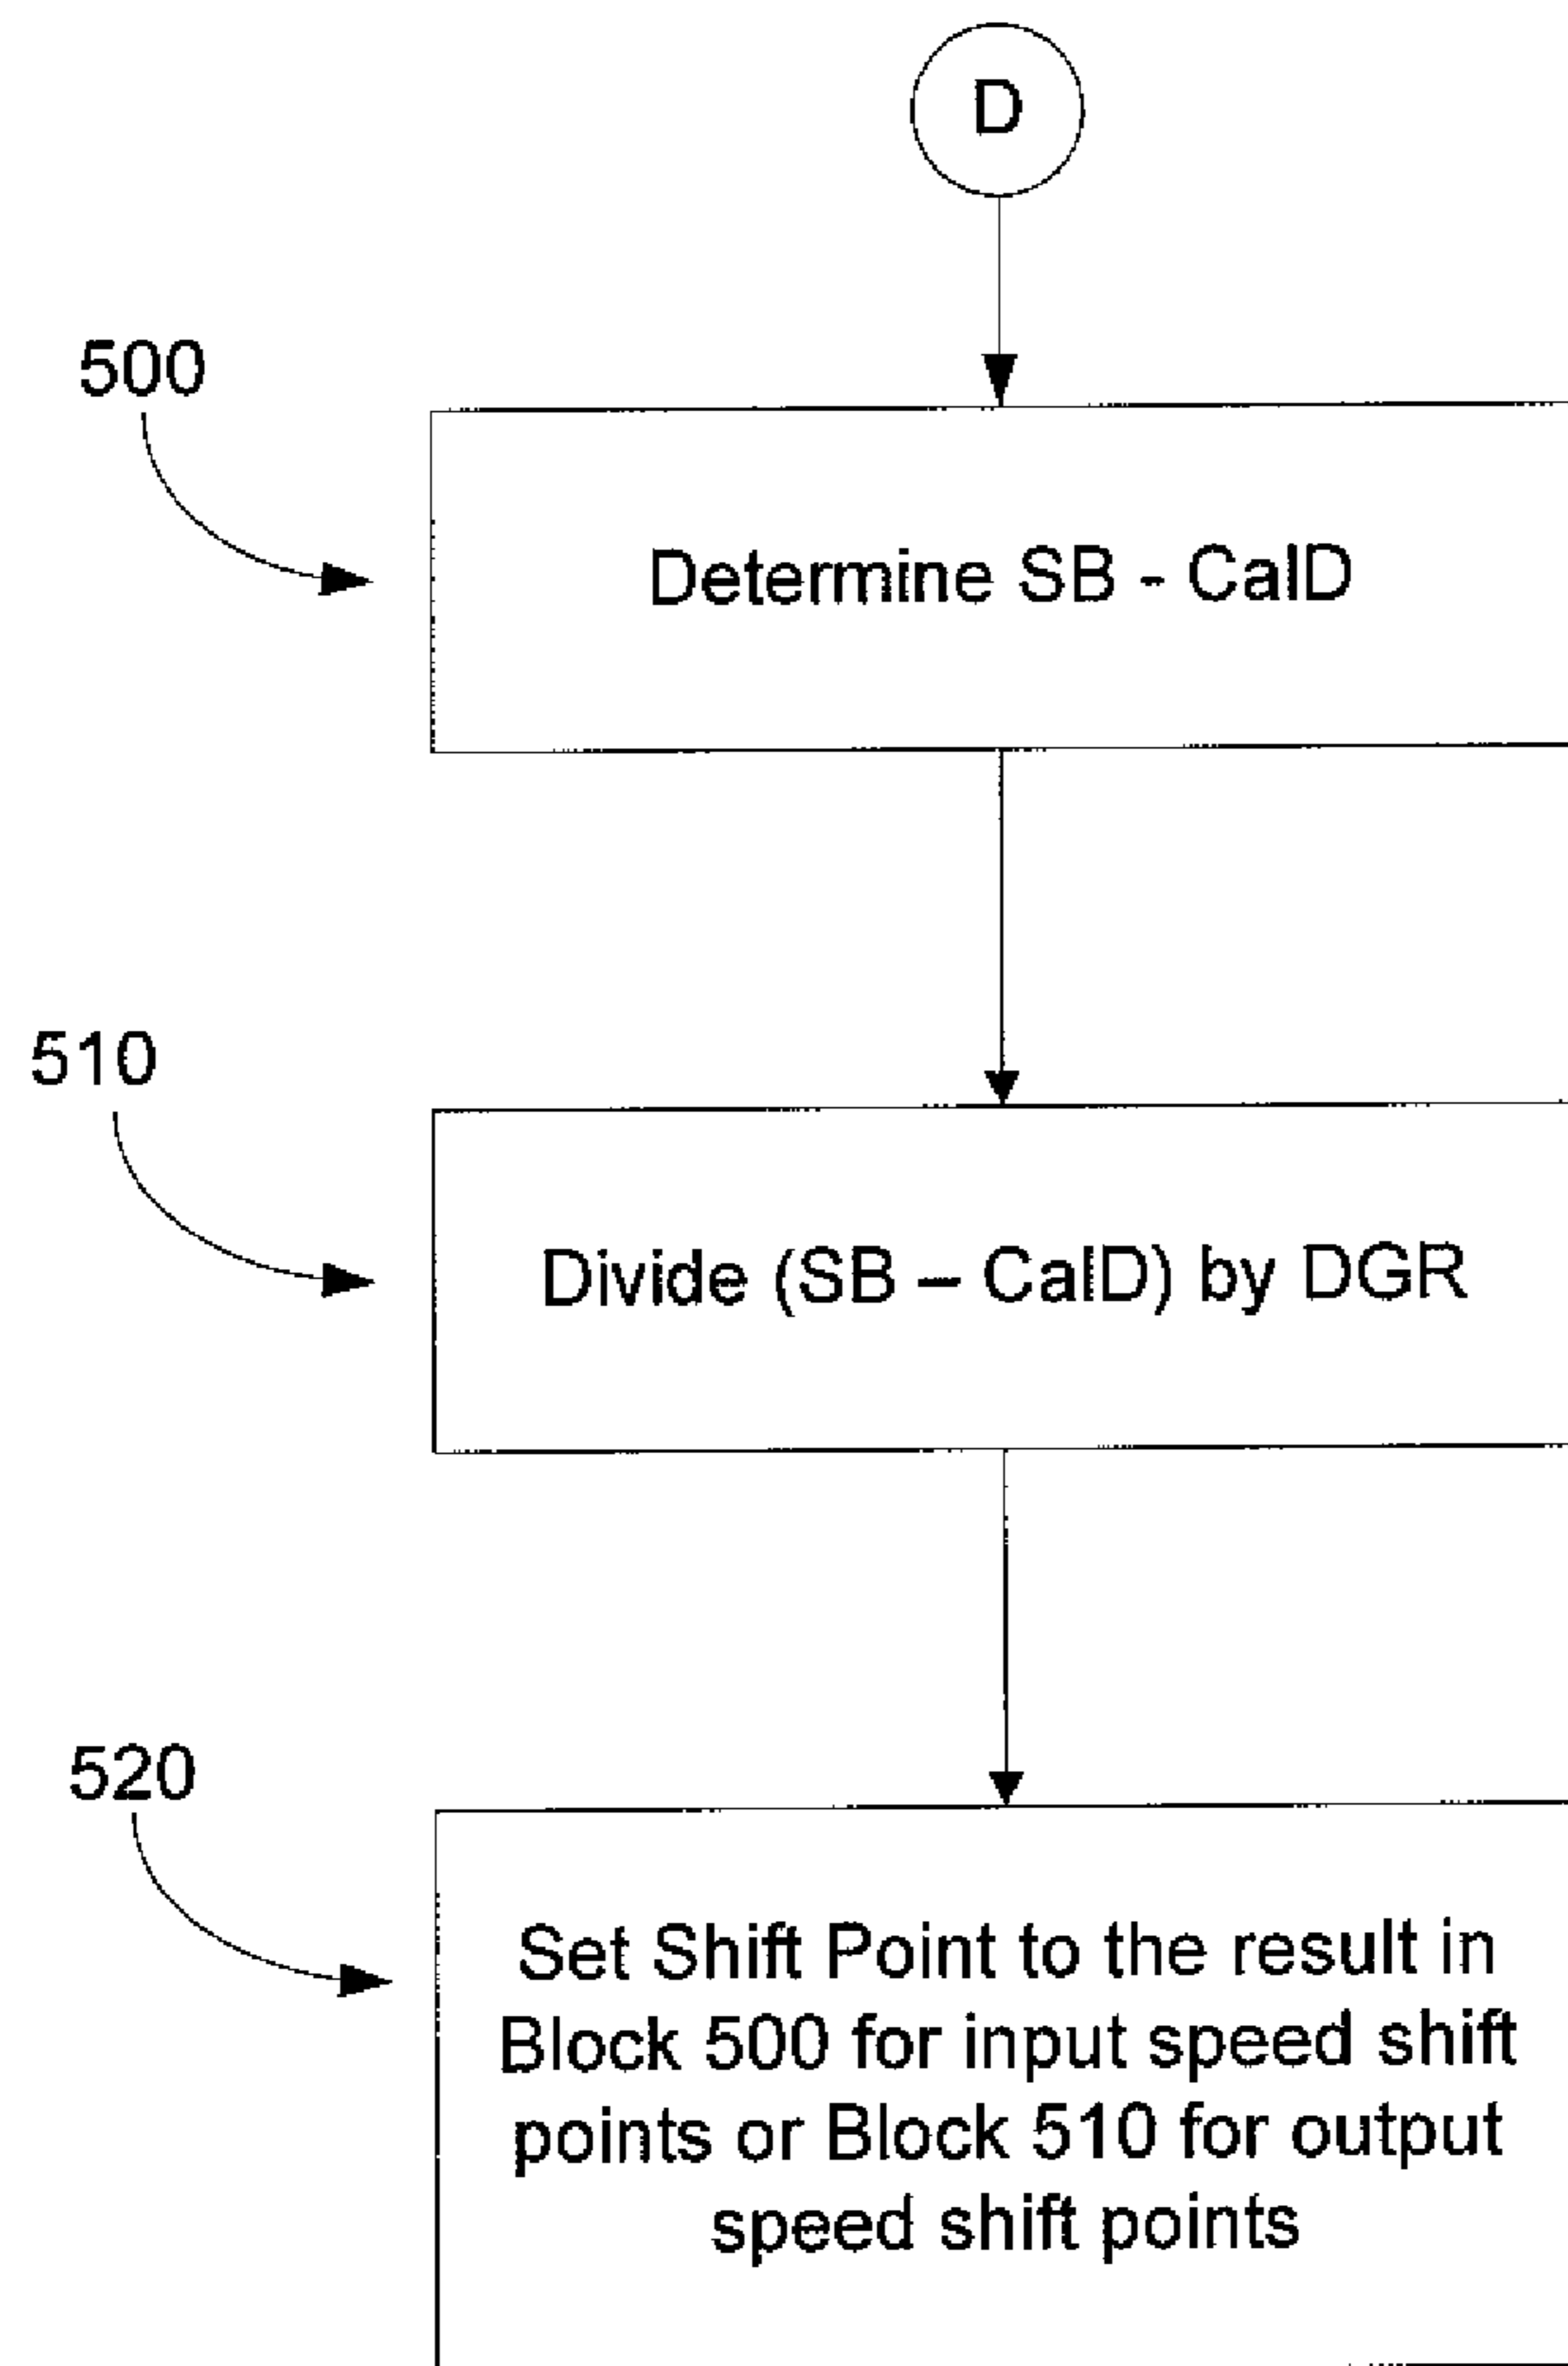 D
500
Determine SB - CalD
510
Divide (SB – CalD) by DGR
520
Set Shift Point to the result in
Block 500 for input speed shift
points or Block 510 for output
speed shift points